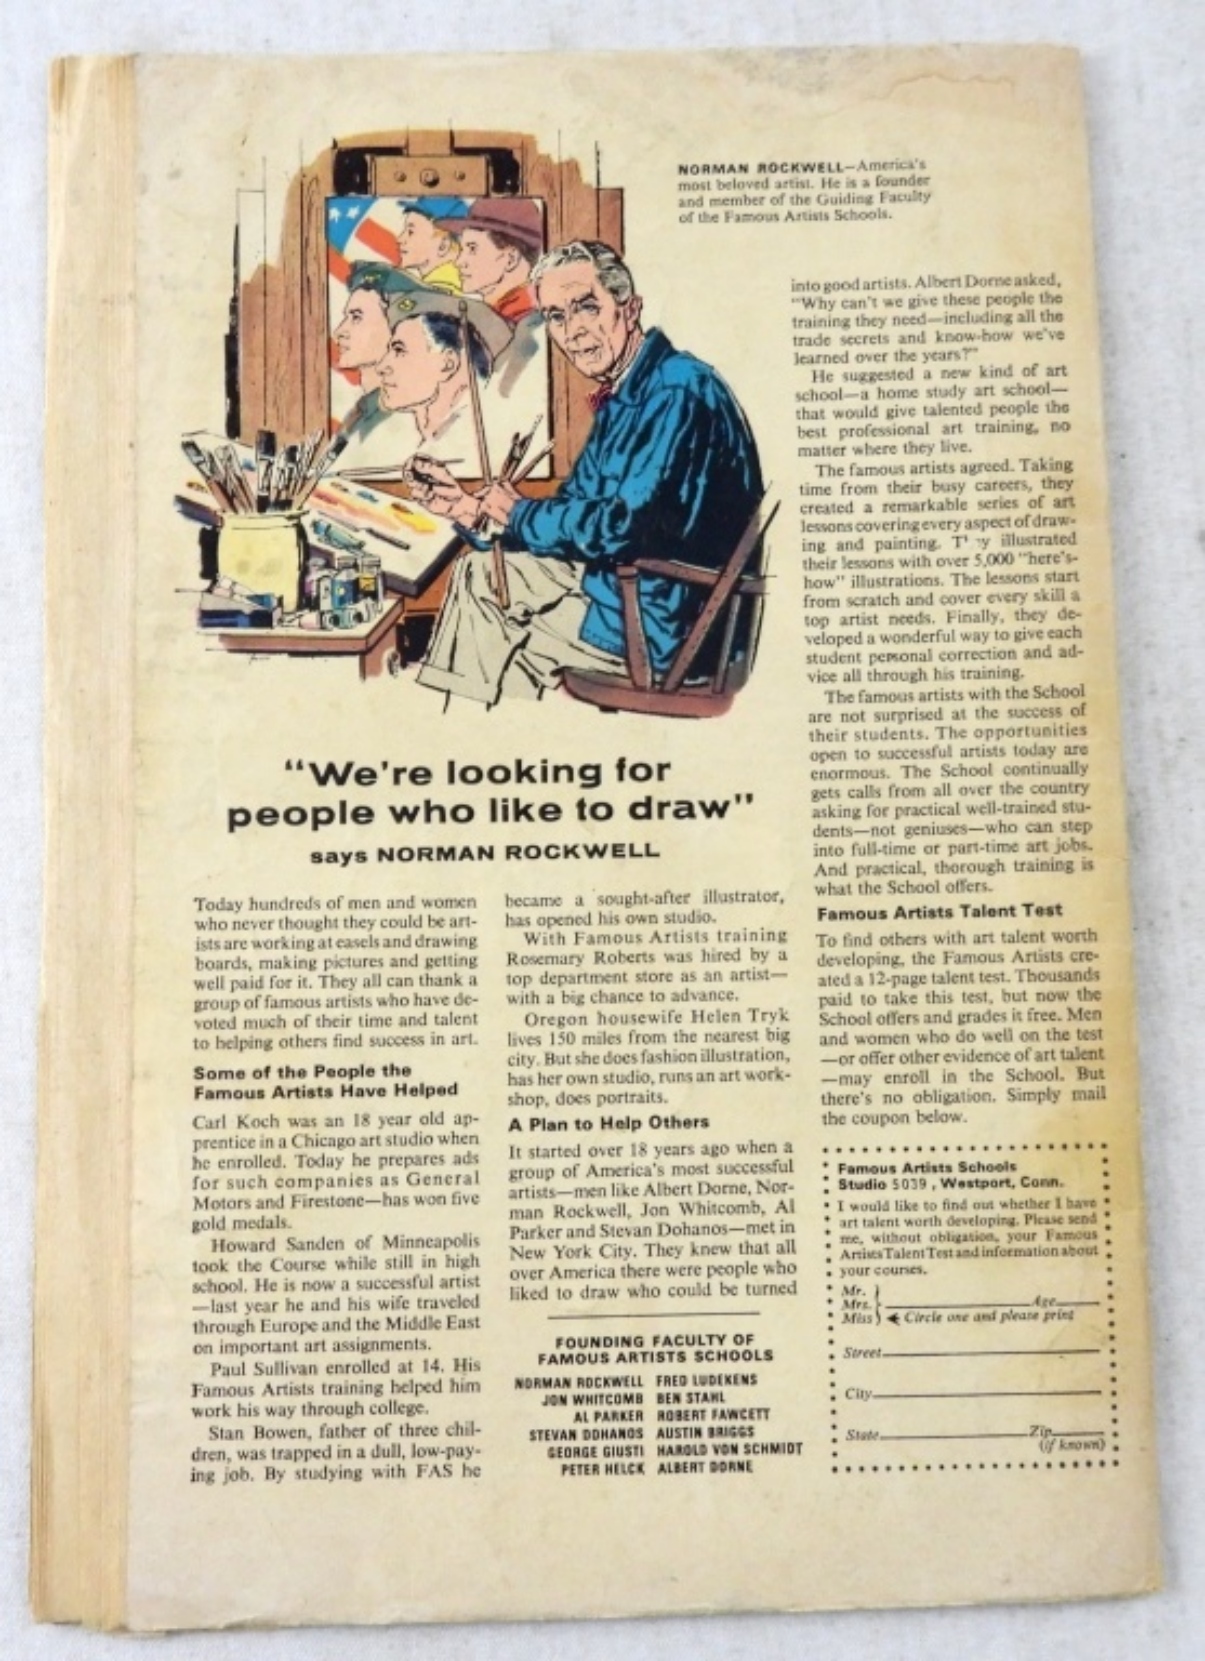 NORMAN ROCKWELL—America's
most beloved artist. He is a founder
and member of the Guiding Faculty
of the Famous Artists Schools.
"We're looking for
people who like to draw"
says NORMAN ROCKWELL
Today hundreds of men and women
who never thought they could be art-
ists are working at easels and drawing
boards, making pictures and getting
well paid for it. They all can thank a
group of famous artists who have de-
voted much of their time and talent
to helping others find success in art.
Some of the People the
Famous Artists Have Helped
Carl Koch was an 18 year old ap-
prentice in a Chicago art studio when
he enrolled. Today he prepares ads
for such companies as General
Motors and Firestone—has won five
gold medals.
Howard Sanden of Minneapolis
took the Course while still in high
school. He is now a successful artist
—last year he and his wife traveled
through Europe and the Middle East
on important art assignments.
Paul Sullivan enrolled at 14. His
Famous Artists training helped him
work his way through college.
Stan Bowen, father of three chil-
dren, was trapped in a dull, low-pay-
ing job. By studying with FAS he
became a sought-after illustrator,
has opened his own studio.
With Famous Artists training
Rosemary Roberts was hired by a
top department store as an artist—
with a big chance to advance.
Oregon housewife Helen Tryk
lives 150 miles from the nearest big
city. But she does fashion illustration,
has her own studio, runs an art work-
shop, does portraits.
A Plan to Help Others
It started over 18 years ago when a
group of America's most successful
artists—men like Albert Dorne, Nor-
man Rockwell, Jon Whitcomb, Al
Parker and Stevan Dohanos—met in
New York City. They knew that all
over America there were people who
liked to draw who could be turned
into good artists. Albert Dorne asked,
"Why can't we give these people the
training they need—including all the
trade secrets and know-how we've
learned over the years?"
He suggested a new kind of art
school—a home study art school—
that would give talented people the
best professional art training, no
matter where they live.
The famous artists agreed. Taking
time from their busy careers, they
created a remarkable series of art
lessons covering every aspect of draw-
ing and painting. They illustrated
their lessons with over 5,000 "here's-
how" illustrations. The lessons start
from scratch and cover every skill a
top artist needs. Finally, they de-
veloped a wonderful way to give each
student personal correction and ad-
vice all through his training.
The famous artists with the School
are not surprised at the success of
their students. The opportunities
open to successful artists today are
enormous. The School continually
gets calls from all over the country
asking for practical well-trained stu-
dents—not geniuses—who can step
into full-time or part-time art jobs.
And practical, thorough training is
what the School offers.
Famous Artists Talent Test
To find others with art talent worth
developing, the Famous Artists cre-
ated a 12-page talent test. Thousands
paid to take this test, but now the
School offers and grades it free. Men
and women who do well on the test
—or offer other evidence of art talent
—may enroll in the School. But
there's no obligation. Simply mail
the coupon below.
FOUNDING FACULTY OF
FAMOUS ARTISTS SCHOOLS
NORMAN ROCKWELL FRED LUDEKENS
JON WHITCOMB BEN STAHL
AL PARKER ROBERT FAWCETT
STEVAN DOHANOS AUSTIN BRIGGS
GEORGE GIUSTI HAROLD VON SCHMIDT
PETER HELCK ALBERT DORNE
Famous Artists Schools
Studio 5039, Westport, Conn.
I would like to find out whether I have
art talent worth developing. Please send
me, without obligation, your Famous
Artists Talent Test and information about
your courses.
Mr.
Mrs. Age
Miss Circle one and please print
Street
City
State Zip
(if known)